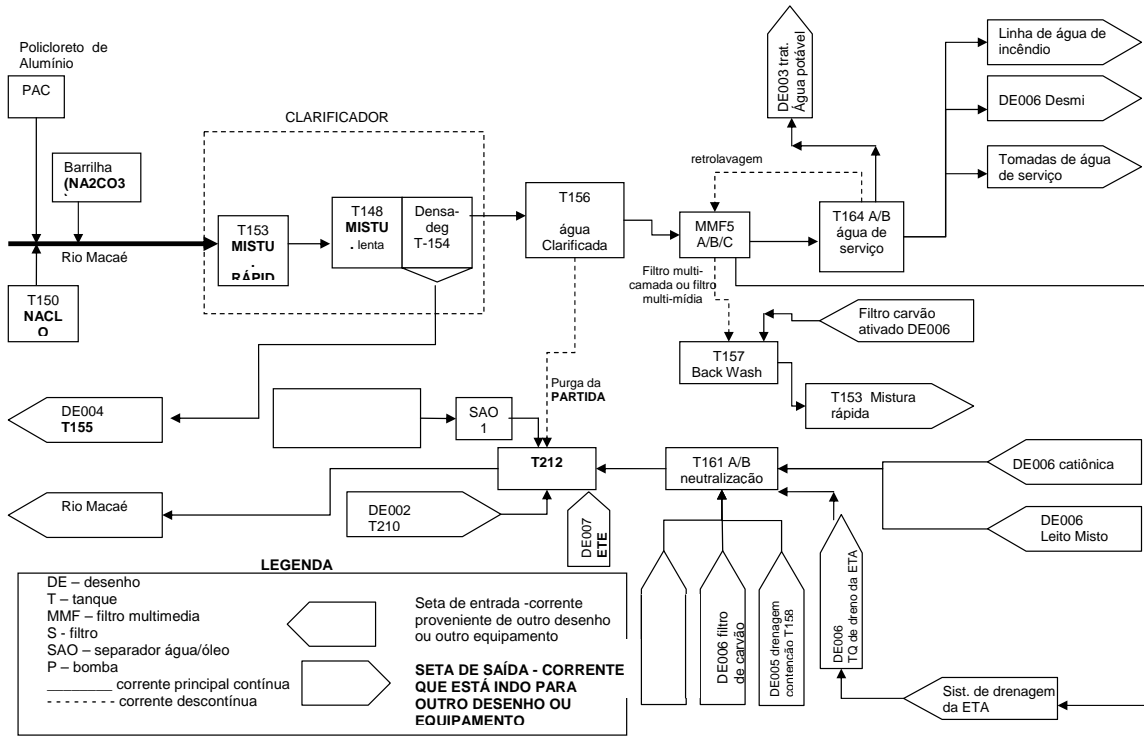 Policloreto de
Alumínio
PAC
Barrilha
(NA2CO3
Rio Macaé
T150
NACL
O
CLARIFICADOR
T153
MISTU
RÁPID
T148
MISTU
. lenta
Densa-
deg
T-154
T156
água
Clarificada
retrolavagem
MMF5
A/B/C
Filtro multi-
camada ou filtro
multi-mídia
DE003 trat.
Água potável
T164 A/B
água de
serviço
Linha de água de
incêndio
DE006 Desmi
Tomadas de água
de serviço
Filtro carvão
ativado DE006
T157
Back Wash
T153 Mistura
rápida
Purga da
PARTIDA
DE004
T155
SAO
1
T212
T161 A/B
neutralização
DE006 catiônica
DE006
Leito Misto
Rio Macaé
DE002
T210
DE007
ETE
DE006 filtro
de carvão
DE005 drenagem
contenção T158
DE006
TQ de dreno da ETA
Sist. de drenagem
da ETA
LEGENDA
DE – desenho
T – tanque
MMF – filtro multimedia
S - filtro
SAO – separador água/óleo
P – bomba
_________ corrente principal contínua
- - - - - - - - corrente descontínua
Seta de entrada -corrente
proveniente de outro desenho
ou outro equipamento
SETA DE SAÍDA - CORRENTE
QUE ESTÁ INDO PARA
OUTRO DESENHO OU
EQUIPAMENTO